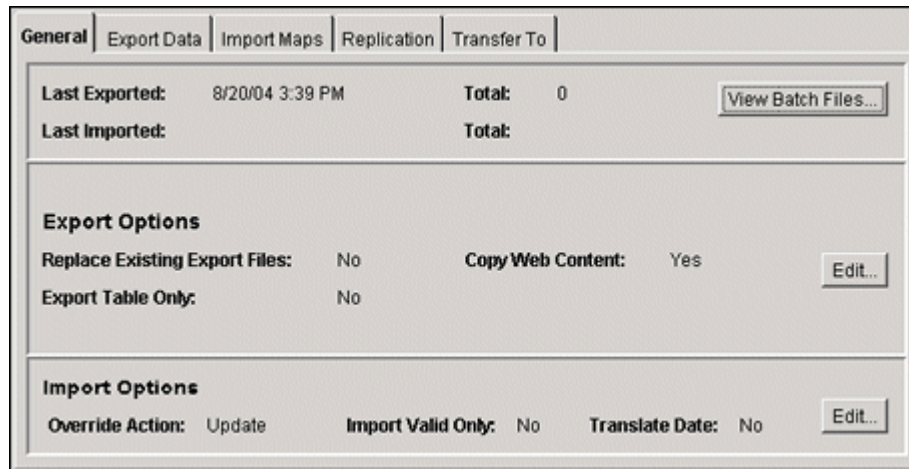 General Export Data Import Maps Replication Transfer To
Last Exported: 8/20/04 3:39 PM Total: 0 View Batch Files...
Last Imported: Total:
Export Options
Replace Existing Export Files: No Copy Web Content: Yes Edit...
Export Table Only: No
Import Options
Override Action: Update Import Valid Only: No Translate Date: No Edit...